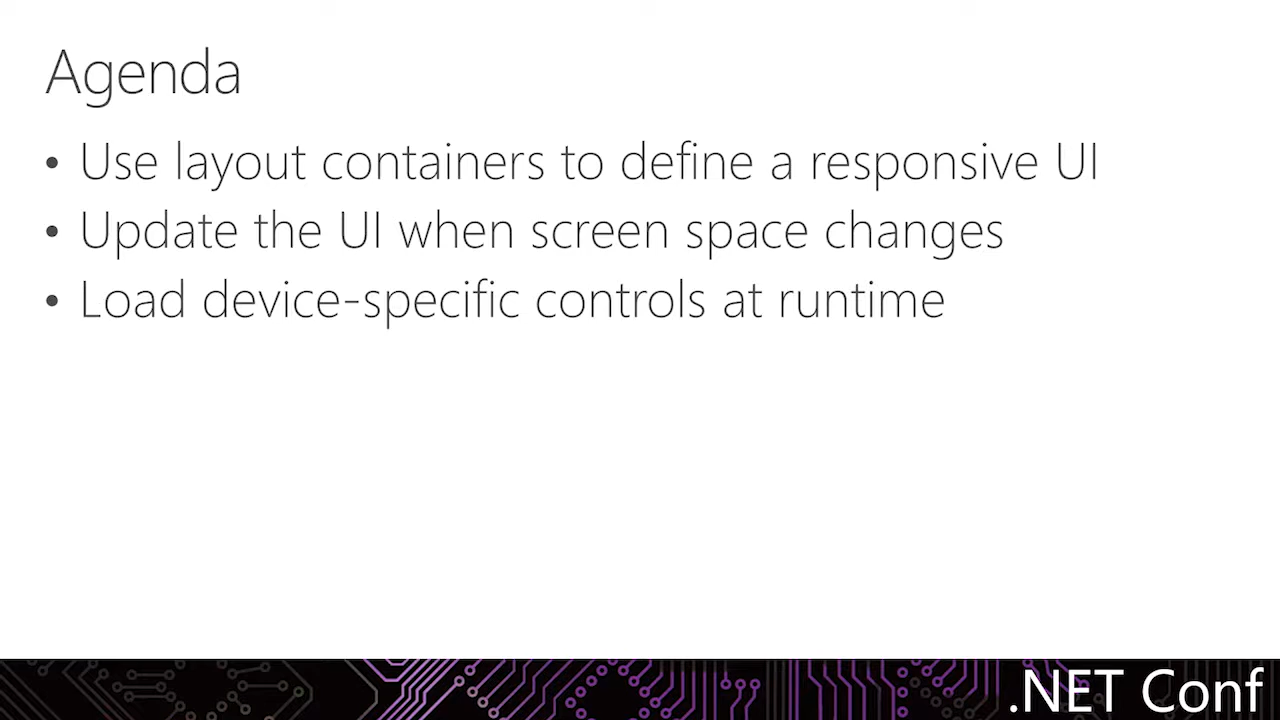 Agenda
• Use layout containers to define a responsive UI
• Update the UI when screen space changes
• Load device-specific controls at runtime
.NET Conf